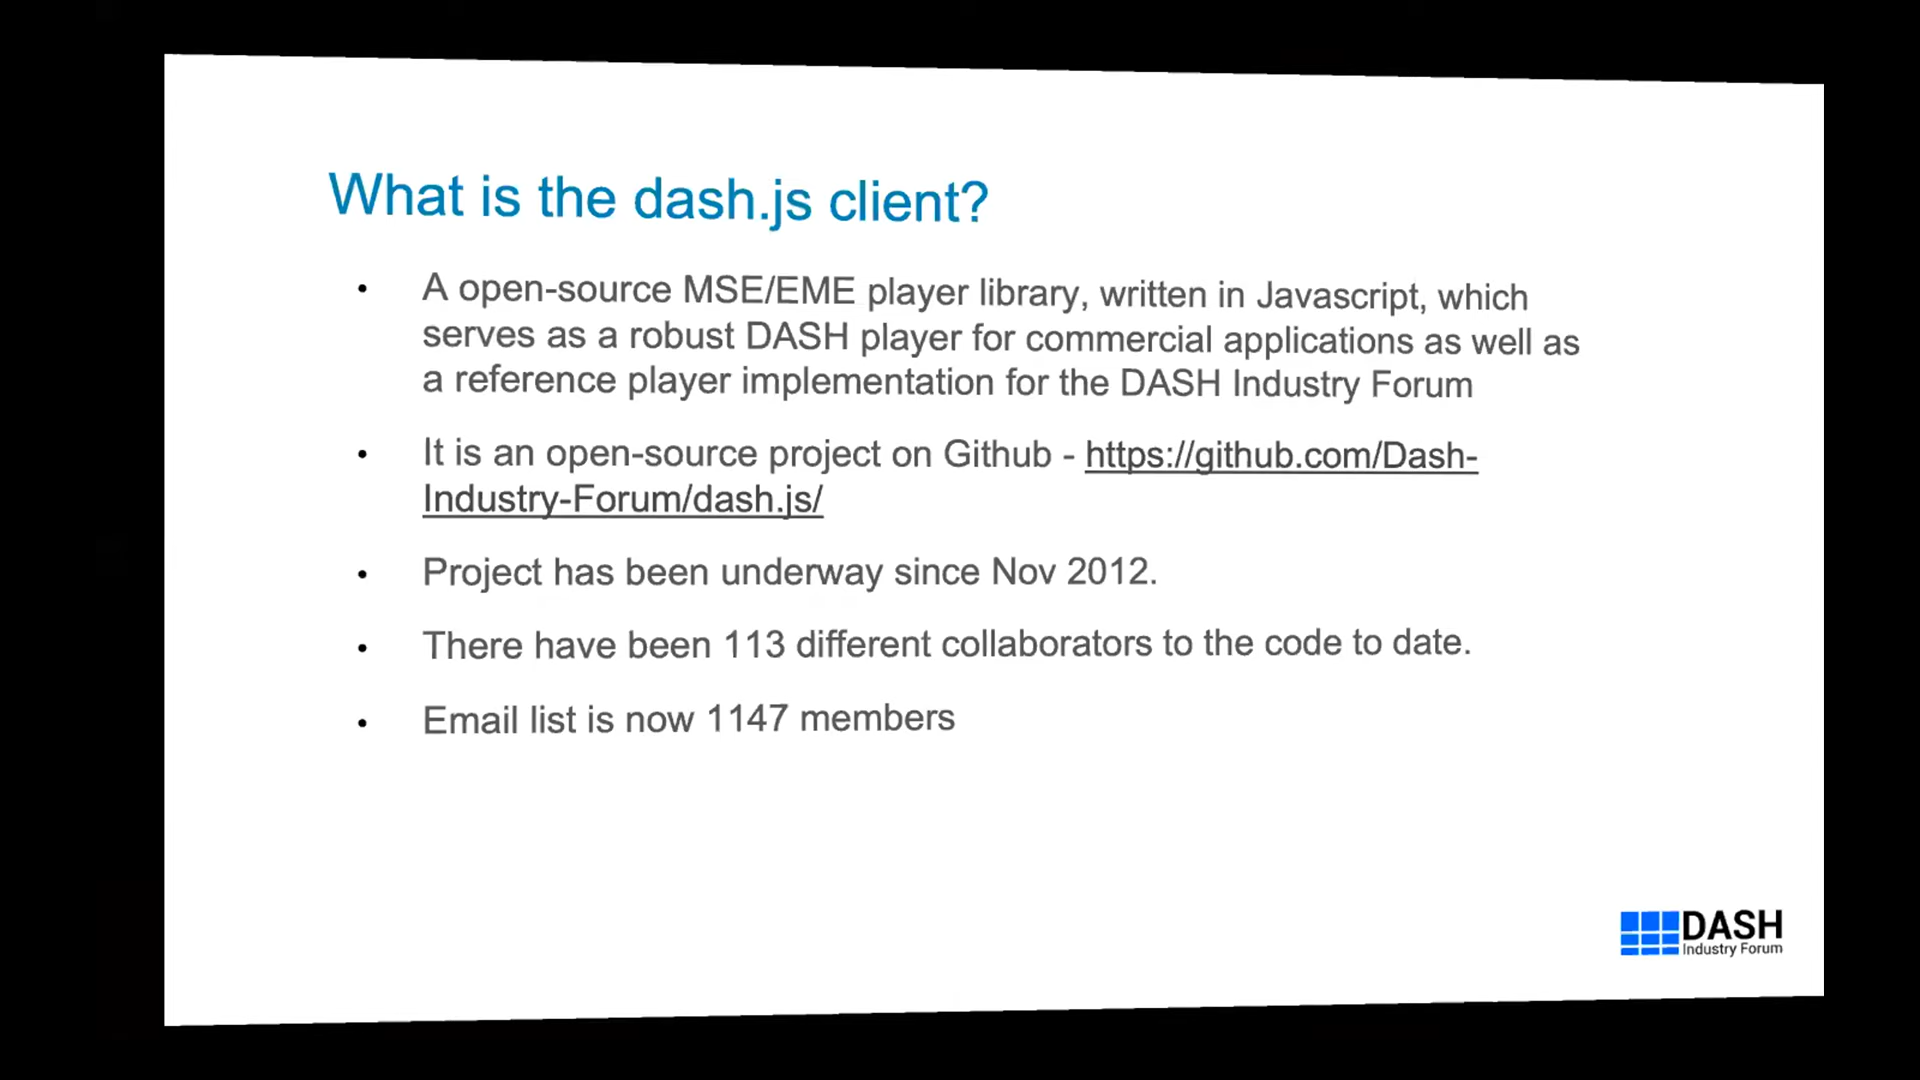 What is the dash.js client?
• A open-source MSE/EME player library, written in Javascript, which
serves as a robust DASH player for commercial applications as well as
a reference player implementation for the DASH Industry Forum
• It is an open-source project on Github - https://github.com/Dash-
Industry-Forum/dash.js/
• Project has been underway since Nov 2012.
• There have been 113 different collaborators to the code to date.
• Email list is now 1147 members
DASH
Industry Forum